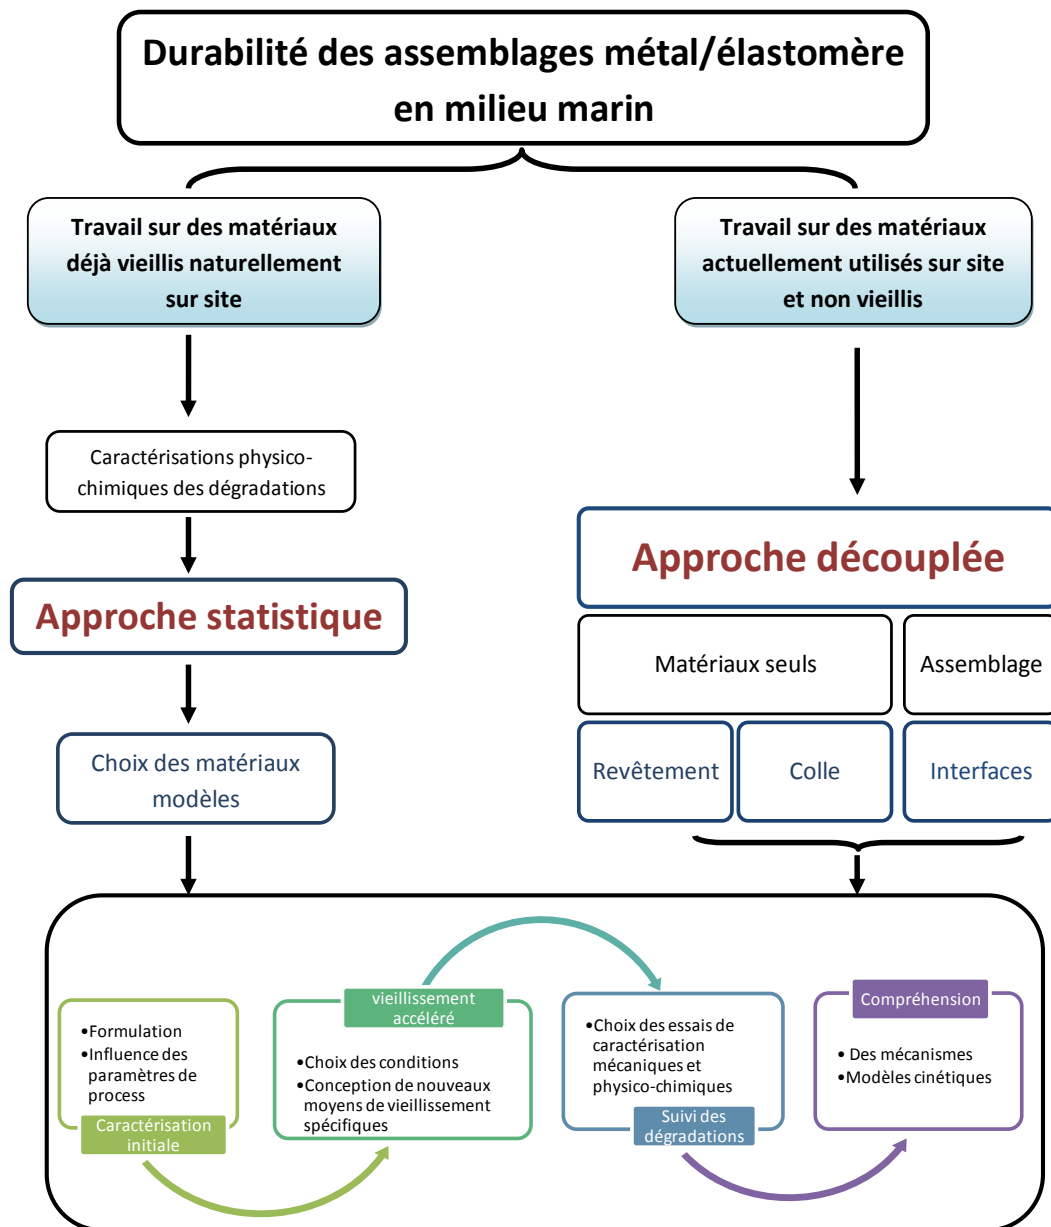 Durabilité des assemblages métal/élastomère
en milieu marin
Travail sur des matériaux
déjà vieillis naturellement
sur site
Travail sur des matériaux
actuellement utilisés sur site
et non vieillis
Caractérisations physico-
chimiques des dégradations
Approche statistique
Choix des matériaux
modèles
Approche découplée
Matériaux seuls
Assemblage
Revêtement
Colle
Interfaces
•Formulation
•Influence des
paramètres de
process
Caractérisation
initiale
vieillissement
accéléré
•Choix des conditions
•Conception de nouveaux
moyens de vieillissement
spécifiques
•Choix des essais de
caractérisation
mécaniques et
physico-chimiques
Suivi des
dégradations
Compréhension
• Des mécanismes
•Modèles cinétiques